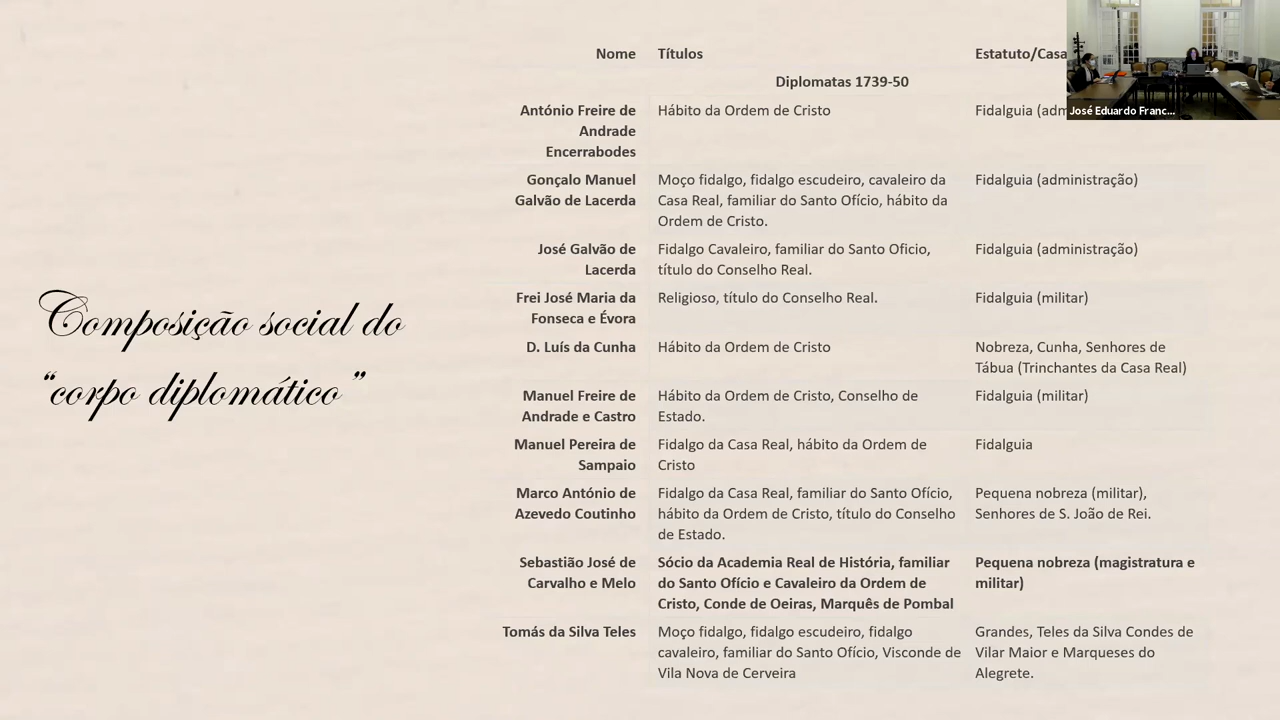 Composição social do
“corpo diplomático”
Nome Títulos Estatuto/Casa
Diplomatas 1739-50
António Freire de Hábito da Ordem de Cristo
Andrade
Encerrabodes
Fidalguia
Gonçalo Manuel Moço fidalgo, fidalgo escudeiro, cavaleiro da Fidalguia (administração)
Galvão de Lacerda Casa Real, familiar do Santo Ofício, hábito da
Ordem de Cristo.
José Galvão de Fidalgo Cavaleiro, familiar do Santo Oficio, Fidalguia (administração)
Lacerda título do Conselho Real.
Frei José Maria da Religioso, título do Conselho Real. Fidalguia (militar)
Fonseca e Évora
D. Luís da Cunha Hábito da Ordem de Cristo Nobreza, Cunha, Senhores de
Tábua (Trinchantes da Casa Real)
Manuel Freire de Hábito da Ordem de Cristo, Conselho de Fidalguia (militar)
Andrade e Castro Estado.
Manuel Pereira de Fidalgo da Casa Real, hábito da Ordem de Fidalguia
Sampaio Cristo
Marco António de Fidalgo da Casa Real, familiar do Santo Ofício, Pequena nobreza (militar),
Azevedo Coutinho hábito da Ordem de Cristo, título do Conselho Senhores de S. João de Rei.
de Estado.
Sebastião José de Sócio da Academia Real de História, familiar Pequena nobreza (magistratura e
Carvalho e Melo do Santo Ofício e Cavaleiro da Ordem de militar)
Cristo, Conde de Oeiras, Marquês de Pombal
Tomás da Silva Teles Moço fidalgo, fidalgo escudeiro, fidalgo Grandes, Teles da Silva Condes de
cavaleiro, familiar do Santo Ofício, Visconde de Vilar Maior e Marqueses do
Vila Nova de Cerveira Alegrete.
José Eduardo Franc...